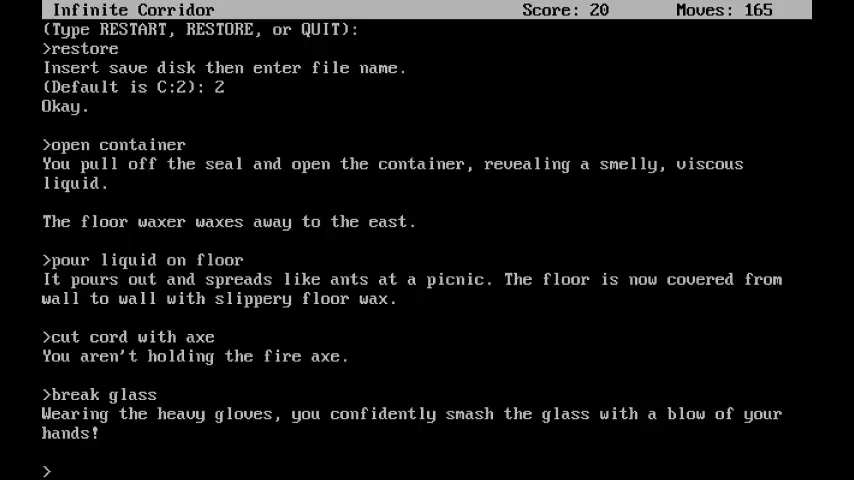 Infinite Corridor Score: 20 Moves: 165
(Type RESTART, RESTORE, or QUIT):
>restore
Insert save disk then enter file name.
(Default is C:2): 2
Okay.
>open container
You pull off the seal and open the container, revealing a smelly, viscous
liquid.
The floor waxer waxes away to the east.
>pour liquid on floor
It pours out and spreads like ants at a picnic. The floor is now covered from
wall to wall with slippery floor wax.
>cut cord with axe
You aren't holding the fire axe.
>break glass
Wearing the heavy gloves, you confidently smash the glass with a blow of your
hands!
>